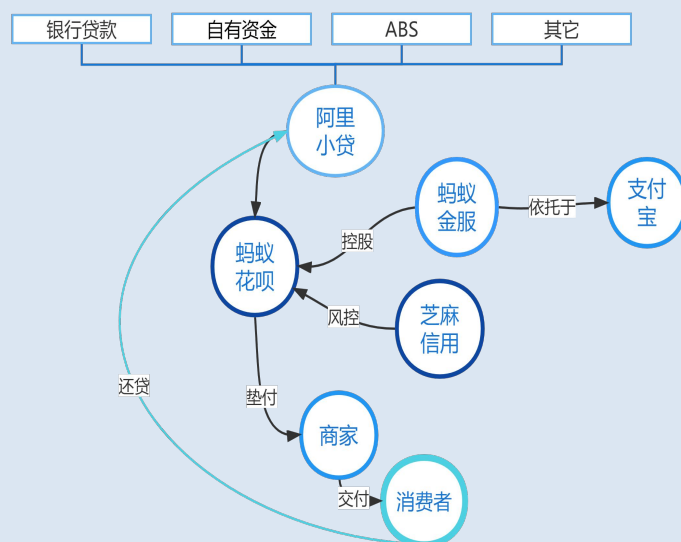 银行贷款
自有资金
ABS
其它
阿里
小贷
蚂蚁
金服
依托于
支付
宝
控股
蚂蚁
花呗
风控
芝麻
信用
还贷
垫付
商家
交付
消费者